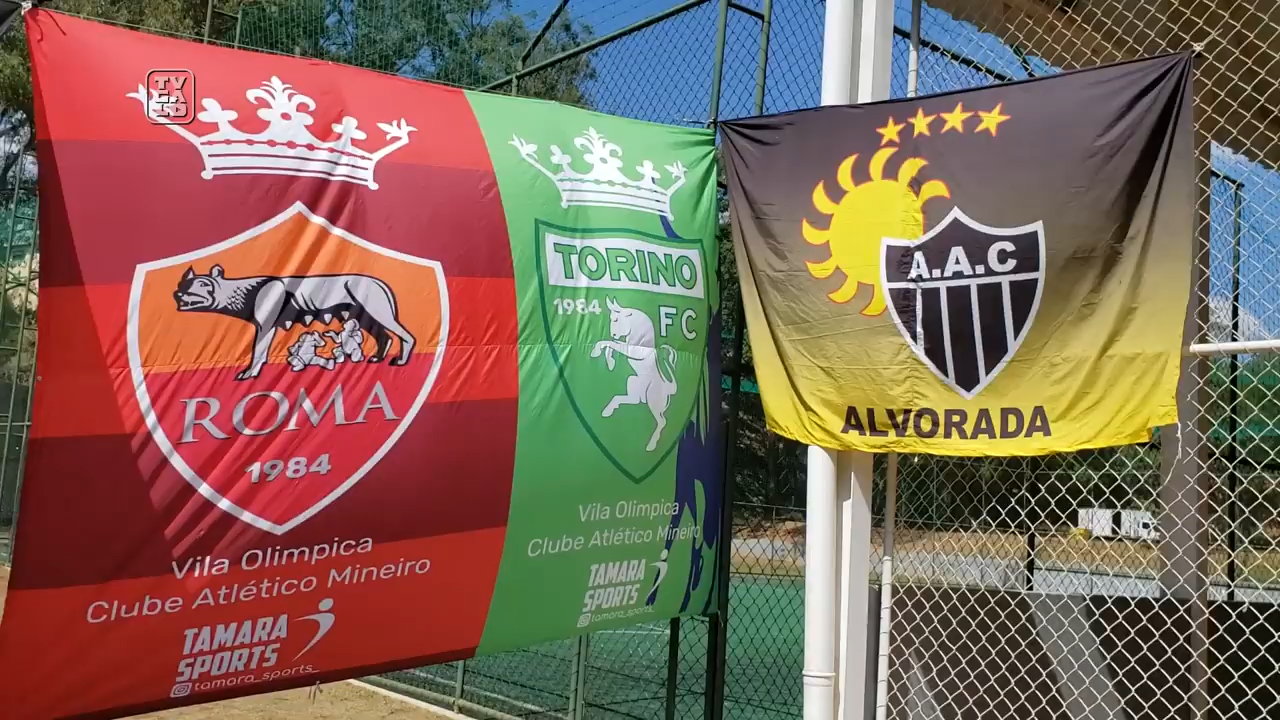 TV
ROMA
1984
Vila Olimpica
Clube Atlético Mineiro
TAMARA
SPORTS
tamara_sports_
TORINO
1984
FC
Vila Olimpica
Clube Atlético Mineiro
TAMARA
SPORTS
tamara_sports_
A.A.C
ALVORADA